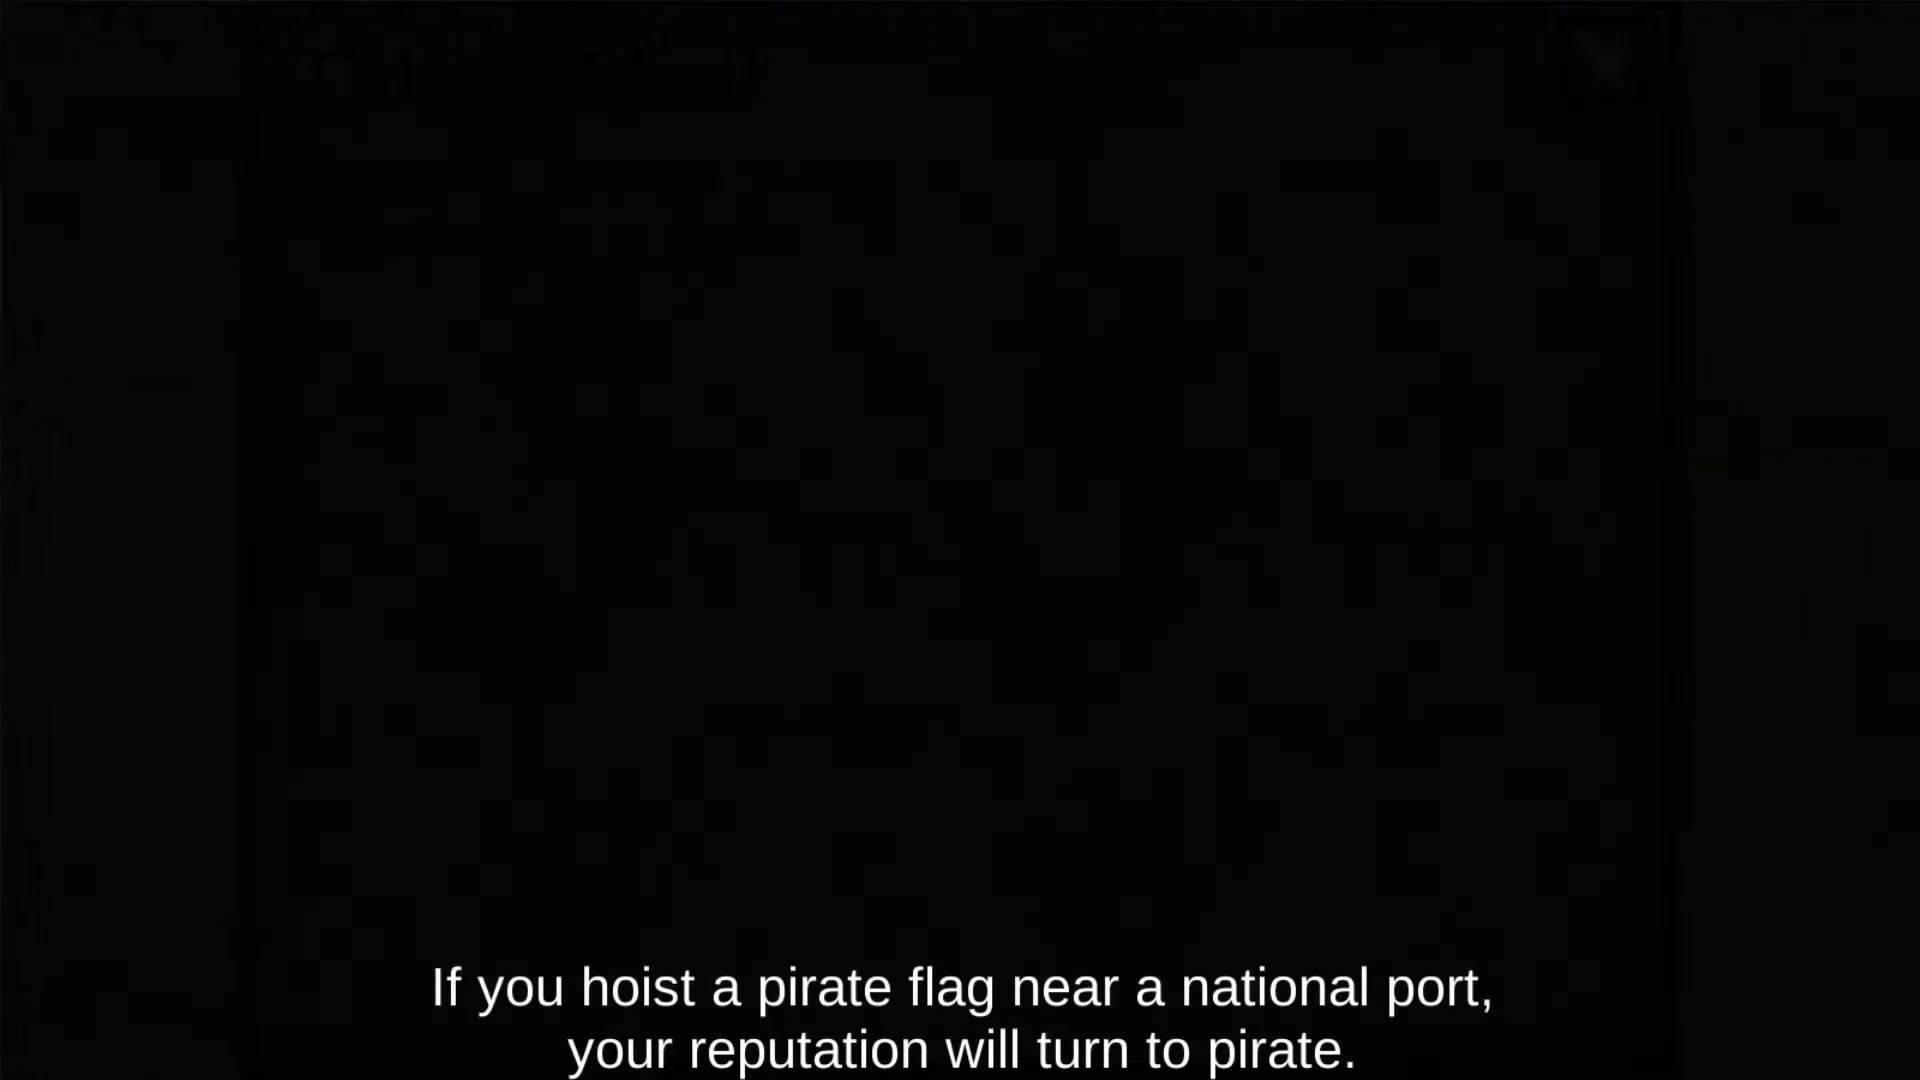 If you hoist a pirate flag near a national port,
your reputation will turn to pirate.